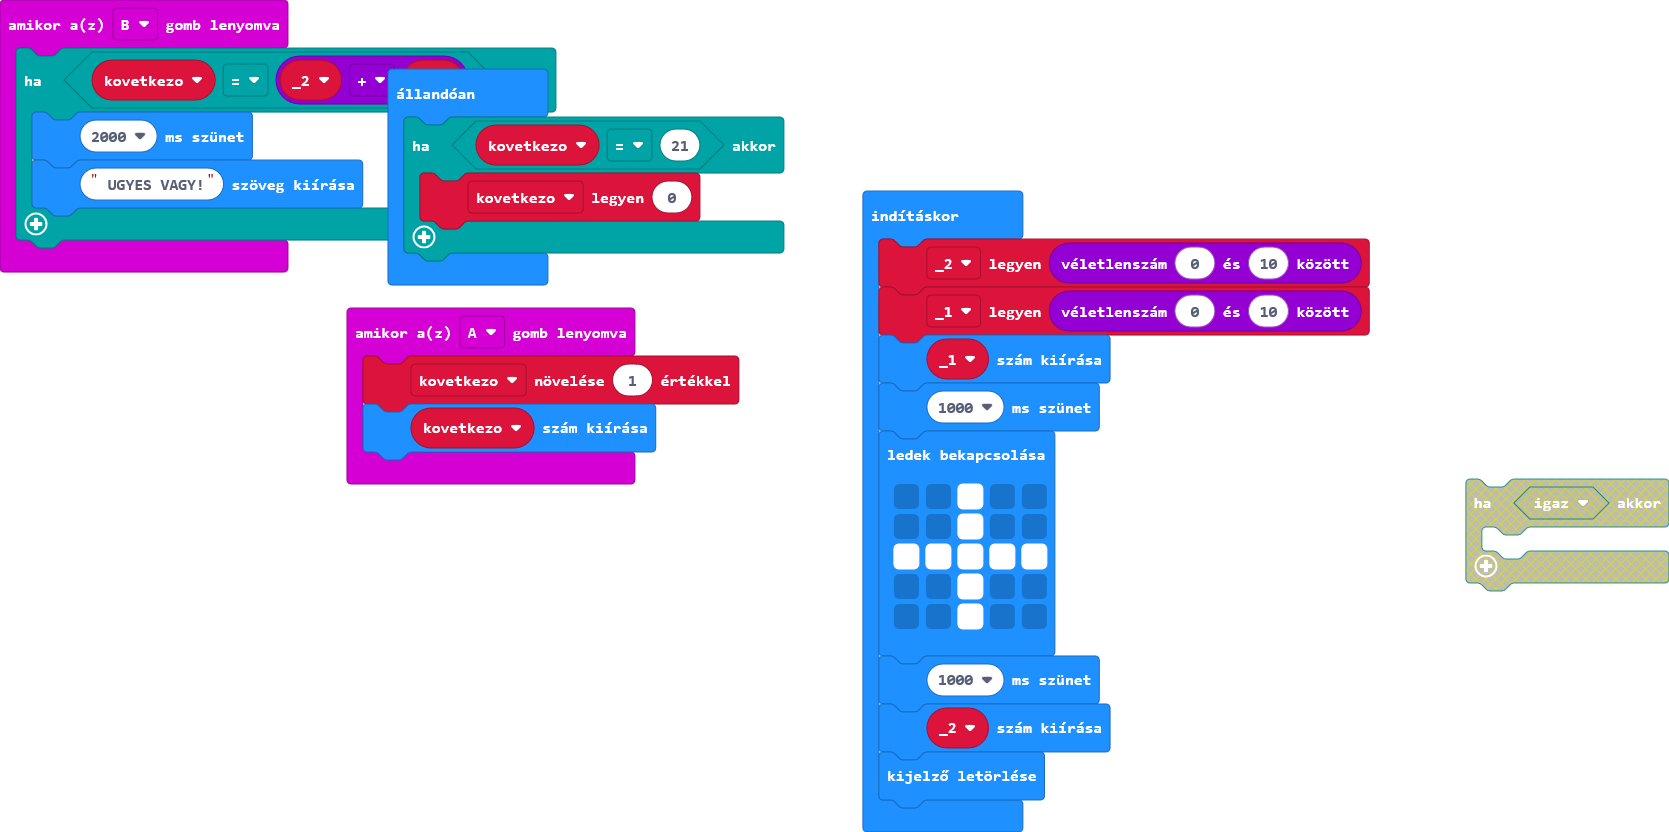 amikor a(z) B gomb lenyomva
ha kovetkezo = _2 +
2000 ms szünet
" UGYES VAGY!" szöveg kiírása
állandóan
ha kovetkezo = 21 akkor
kovetkezo legyen 0
amikor a(z) A gomb lenyomva
kovetkezo növelése 1 értékkel
kovetkezo szám kiírása
indításkor
_2 legyen véletlenszám 0 és 10 között
_1 legyen véletlenszám 0 és 10 között
_1 szám kiírása
1000 ms szünet
ledek bekapcsolása
1000 ms szünet
_2 szám kiírása
kijelző letörlése
ha igaz akkor